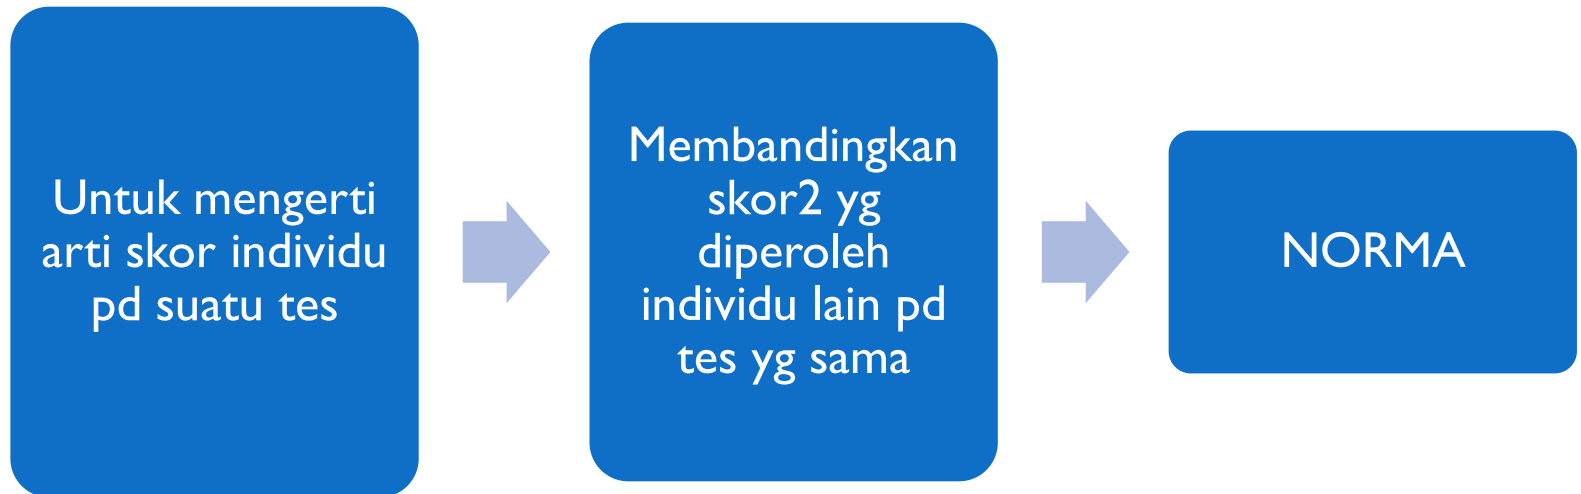 Untuk mengerti
arti skor individu
pd suatu tes
Membandingkan
skor2 yg
diperoleh
individu lain pd
tes yg sama
NORMA